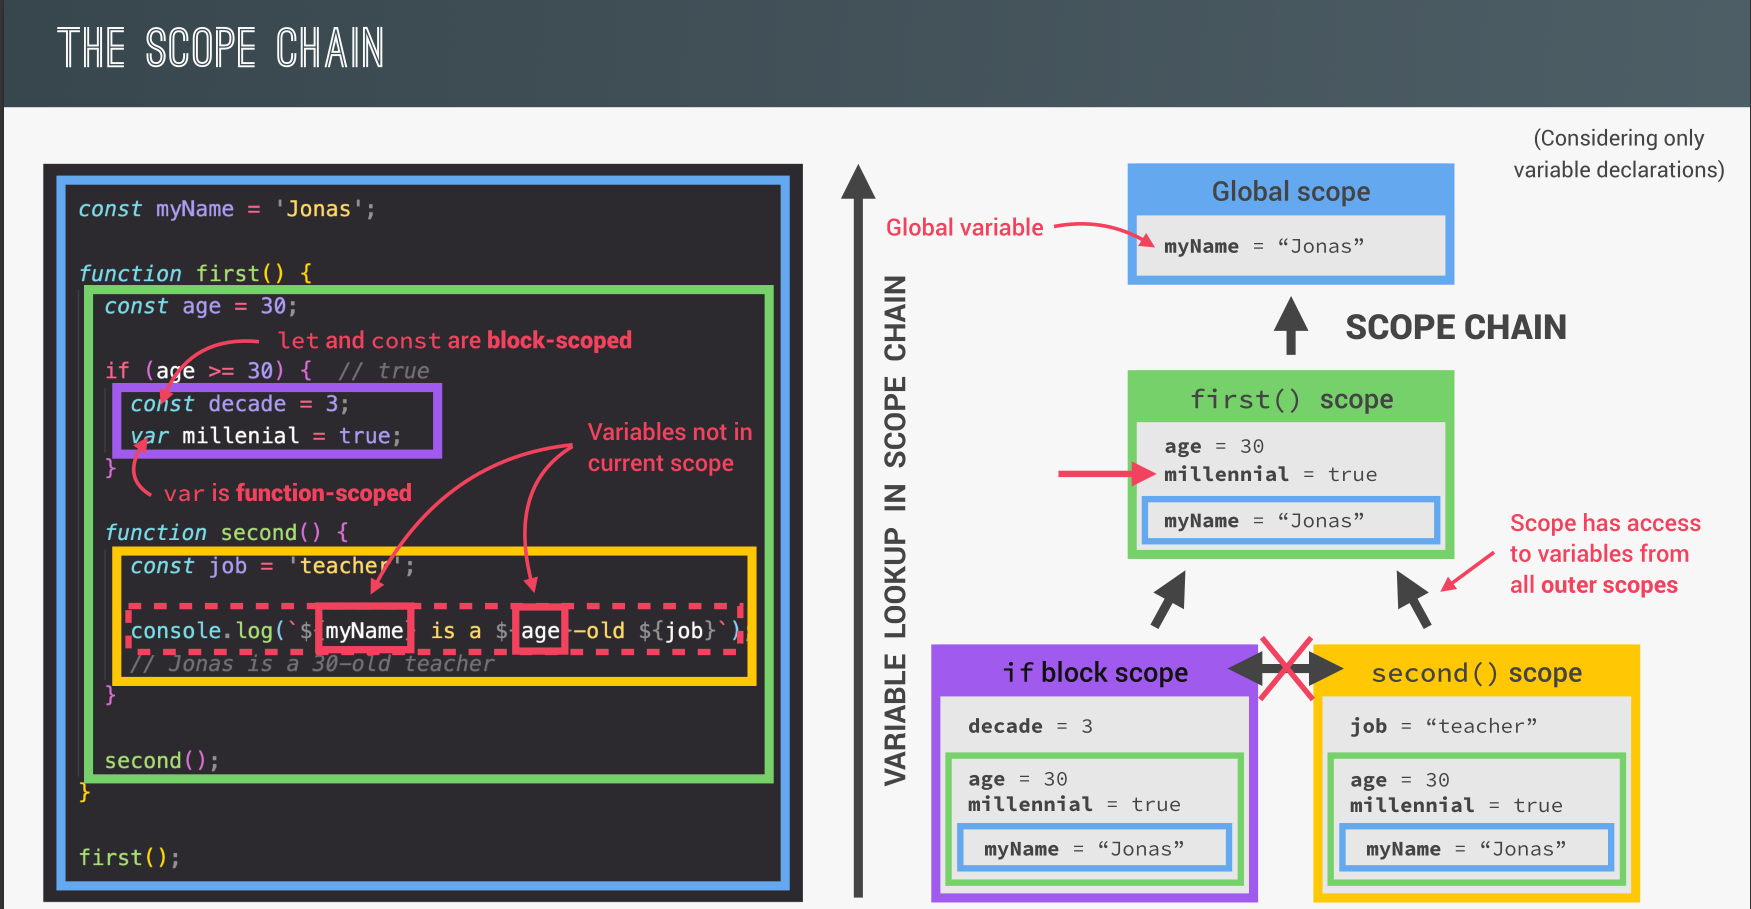 THE SCOPE CHAIN
(Considering only
variable declarations)
const myName = 'Jonas';
function first() {
const age = 30;
let and const are block-scoped
if (age >= 30) { // true
const decade = 3;
var millenial = true;
}
var is function-scoped
Variables not in
current scope
function second() {
const job = 'teacher';
console.log(`${myName} is a ${age}-old ${job}`);
// Jonas is a 30-old teacher
}
second();
}
first();
VARIABLE LOOKUP IN SCOPE CHAIN
Global variable
Global scope
myName = “Jonas”
SCOPE CHAIN
first() scope
age = 30
millennial = true
myName = “Jonas”
Scope has access
to variables from
all outer scopes
if block scope
decade = 3
age = 30
millennial = true
myName = “Jonas”
second() scope
job = “teacher”
age = 30
millennial = true
myName = “Jonas”